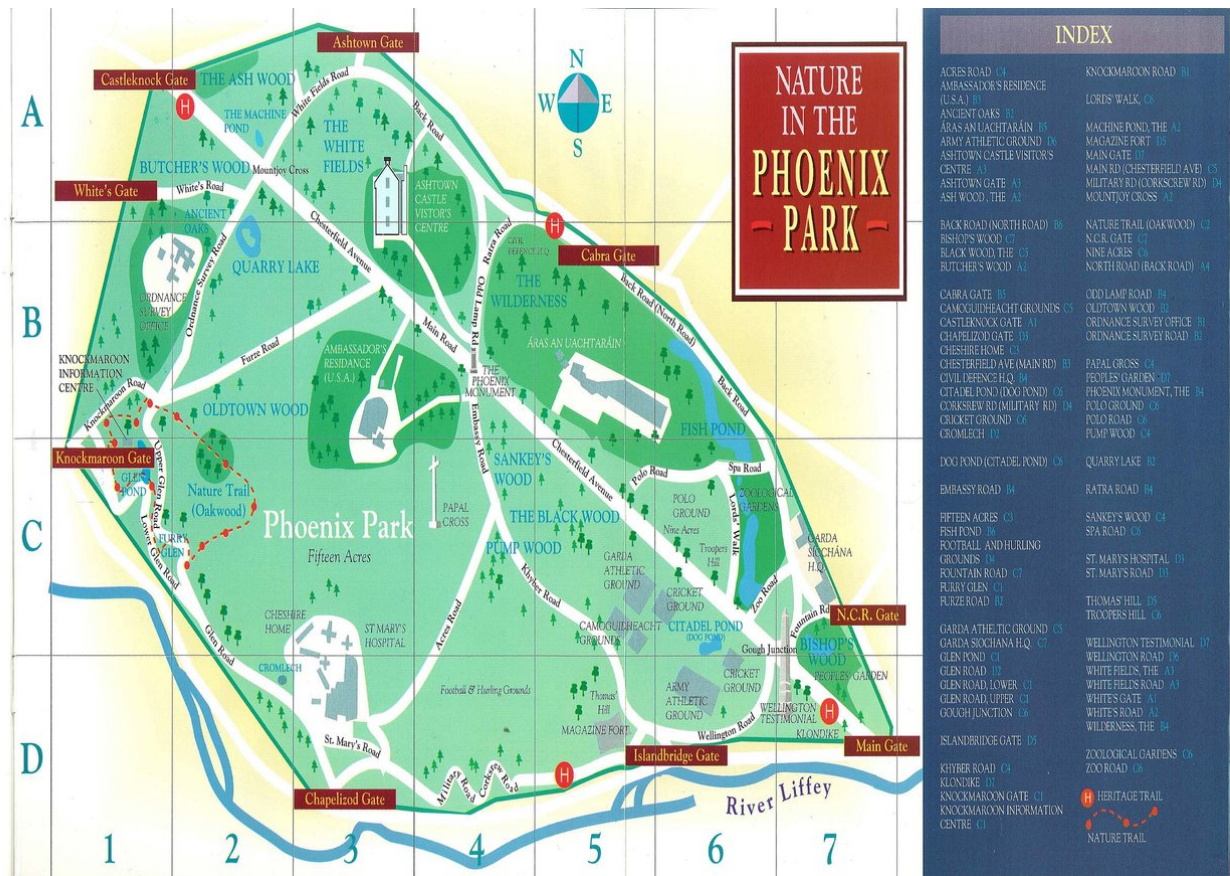 NATURE
IN THE
PHOENIX
PARK
N
W E
S
A
B
C
D
1 2 3 4 5 6 7
Ashtown Gate
Castleknock Gate
THE ASH WOOD
White Fields Road
THE MACHINE
POND
THE
WHITE
FIELDS
Back Road
BUTCHER'S WOOD
Mountjoy Cross
White's Gate
White's Road
ASHTOWN
CASTLE
VISTOR'S
CENTRE
ANCIENT
OAKS
Chesterfield Avenue
Ratra Road
CIVIL
DEFENCE H.Q.
H
Cabra Gate
QUARRY LAKE
THE
WILDERNESS
Back Road (North Road)
ORDNANCE
SURVEY
OFFICE
Ordnance Survey Road
Odd Lamp Rd
Main Road
ÁRAS AN UACHTARÁIN
KNOCKMAROON
INFORMATION
CENTRE
Furze Road
AMBASSADOR'S
RESIDANCE
(U.S.A.)
THE
PHOENIX
MONUMENT
Back Road
Knockmaroon Road
OLDTOWN WOOD
Embassy Road
FISH POND
Knockmaroon Gate
SANKEY'S
WOOD
Chesterfield Avenue
Polo Road
Spa Road
GLEN
POND
Upper Glen Road
Nature Trail
(Oakwood)
PAPAL
CROSS
POLO
GROUND
ZOOLOGICAL
GARDENS
Lords' Walk
Phoenix Park
Fifteen Acres
THE BLACK WOOD
Nine Acres
FURRY
GLEN
Lower Glen Road
PUMP WOOD
GARDA
ATHLETIC
GROUND
Troopers
Hill
GARDA
SIOCHÁNA
H.Q.
Khyber Road
CRICKET
GROUND
Zoo Road
Acres Road
N.C.R. Gate
CHESHIRE
HOME
ST MARY'S
HOSPITAL
CAMOGUIDHEACHT
GROUNDS
CITADEL POND
(DOG POND)
Fountain Rd
Glen Road
Gough Junction
BISHOP'S
WOOD
CROMLECH
CRICKET
GROUND
PEOPLES' GARDEN
Football & Hurling Grounds
Thomas'
Hill
ARMY
ATHLETIC
GROUND
WELLINGTON
TESTIMONIAL
H
MAGAZINE FORT
Wellington Road
KLONDIKE
St. Mary's Road
Islandbridge Gate
Main Gate
Military Road
Corkscrew Road
H
Chapelizod Gate
River Liffey
INDEX
ACRES ROAD C4
AMBASSADOR'S RESIDENCE
(U.S.A.) B3
ANCIENT OAKS B2
ÁRAS AN UACHTARÁIN B5
ARMY ATHLETIC GROUND D6
ASHTOWN CASTLE VISITOR'S
CENTRE A3
ASHTOWN GATE A3
ASH WOOD , THE A2
BACK ROAD (NORTH ROAD) B6
BISHOP'S WOOD C7
BLACK WOOD, THE C5
BUTCHER'S WOOD A2
CABRA GATE B5
CAMOGUIDHEACHT GROUNDS C5
CASTLEKNOCK GATE A1
CHAPELIZOD GATE D3
CHESHIRE HOME C3
CHESTERFIELD AVE (MAIN RD) B3
CIVIL DEFENCE H.Q. B4
CITADEL POND (DOG POND) C6
CORKSREW RD (MILITARY RD) D4
CRICKET GROUND C6
CROMLECH D2
DOG POND (CITADEL POND) C6
EMBASSY ROAD B4
FIFTEEN ACRES C3
FISH POND B6
FOOTBALL AND HURLING
GROUNDS D4
FOUNTAIN ROAD C7
FURRY GLEN C1
FURZE ROAD B2
GARDA ATHELTIC GROUND C5
GARDA SIOCHANA H.Q. C7
GLEN POND C1
GLEN ROAD D2
GLEN ROAD, LOWER C1
GLEN ROAD, UPPER C1
GOUGH JUNCTION C6
ISLANDBRIDGE GATE D5
KHYBER ROAD C4
KLONDIKE D7
KNOCKMAROON GATE C1
KNOCKMAROON INFORMATION
CENTRE C1
KNOCKMAROON ROAD B1
LORDS' WALK, C6
MACHINE POND, THE A2
MAGAZINE FORT D5
MAIN GATE D7
MAIN RD (CHESTERFIELD AVE) C5
MILITARY RD (CORKSCREW RD) D4
MOUNTJOY CROSS A2
NATURE TRAIL (OAKWOOD) C2
N.C.R. GATE C7
NINE ACRES C6
NORTH ROAD (BACK ROAD) A4
ODD LAMP ROAD B4
OLDTOWN WOOD B2
ORDNANCE SURVEY OFFICE B1
ORDNANCE SURVEY ROAD B2
PAPAL GROSS C4
PEOPLES' GARDEN D7
PHOENIX MONUMENT, THE B4
POLO GROUND C6
POLO ROAD C6
PUMP WOOD C4
QUARRY LAKE B2
RATRA ROAD B4
SANKEY'S WOOD C4
SPA ROAD C6
ST. MARY'S HOSPITAL D3
ST. MARY'S ROAD D3
THOMAS' HILL D5
TROOPERS HILL C6
WELLINGTON TESTIMONIAL D7
WELLINGTON ROAD D6
WHITE FIELDS, THE A3
WHITE FIELDS ROAD A3
WHITE'S GATE A1
WHITE'S ROAD A2
WILDERNESS, THE B4
ZOOLOGICAL GARDENS C6
ZOO ROAD C6
H HERITAGE TRAIL
NATURE TRAIL